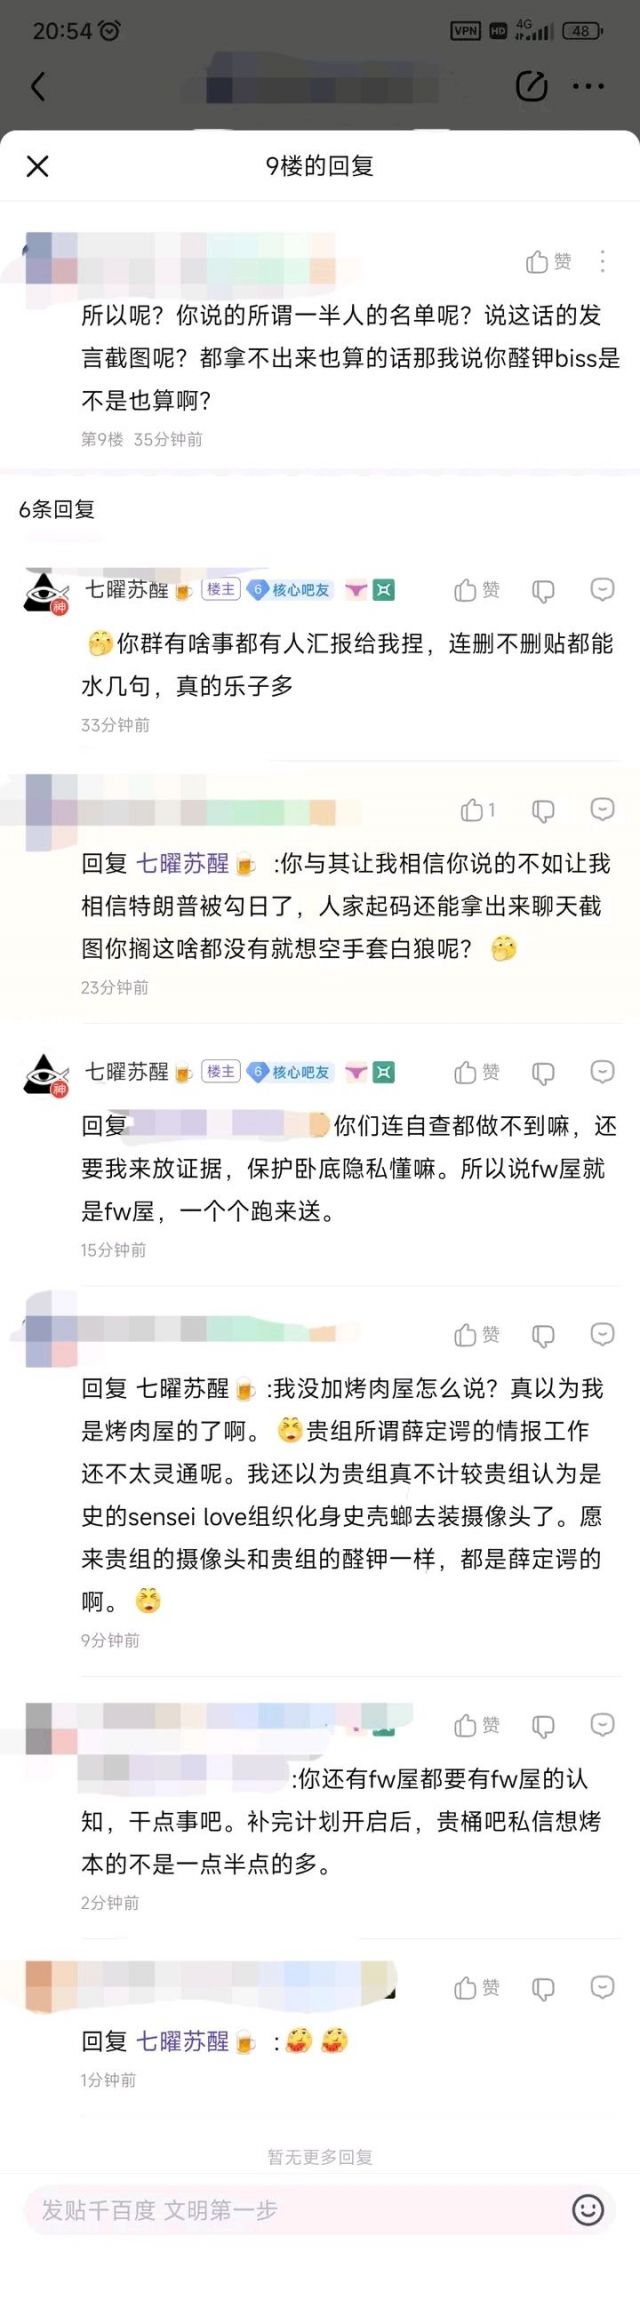 20:54
VPN HD 4G 48
9楼的回复
赞
所以呢？你说的所谓一半人的名单呢？说这话的发
言截图呢？都拿不出来也算的话那我说你醛钾biss是
不是也算啊？
第9楼 35分钟前
6条回复
七曜苏醒 楼主 6 核心吧友 赞
神
你群有啥事都有人汇报给我捏，连删不删贴都能
水几句，真的乐子多
33分钟前
1
回复 七曜苏醒 :你与其让我相信你说的不如让我
相信特朗普被勾日了，人家起码还能拿出来聊天截
图你搁这啥都没有就想空手套白狼呢？
23分钟前
七曜苏醒 楼主 6 核心吧友 赞
神
回复 你们连自查都做不到嘛，还
要我来放证据，保护卧底隐私懂嘛。所以说fw屋就
是fw屋，一个个跑来送。
15分钟前
赞
回复 七曜苏醒 :我没加烤肉屋怎么说？真以为我
是烤肉屋的了啊。贵组所谓薛定谔的情报工作
还不太灵通呢。我还以为贵组真不计较贵组认为是
史的sensei love组织化身史壳螂去装摄像头了。愿
来贵组的摄像头和贵组的醛钾一样，都是薛定谔的
啊。
9分钟前
赞
:你还有fw屋都要有fw屋的认
知，干点事吧。补完计划开启后，贵桶吧私信想烤
本的不是一点半点的多。
2分钟前
赞
回复 七曜苏醒 :
1分钟前
暂无更多回复
发贴千百度 文明第一步